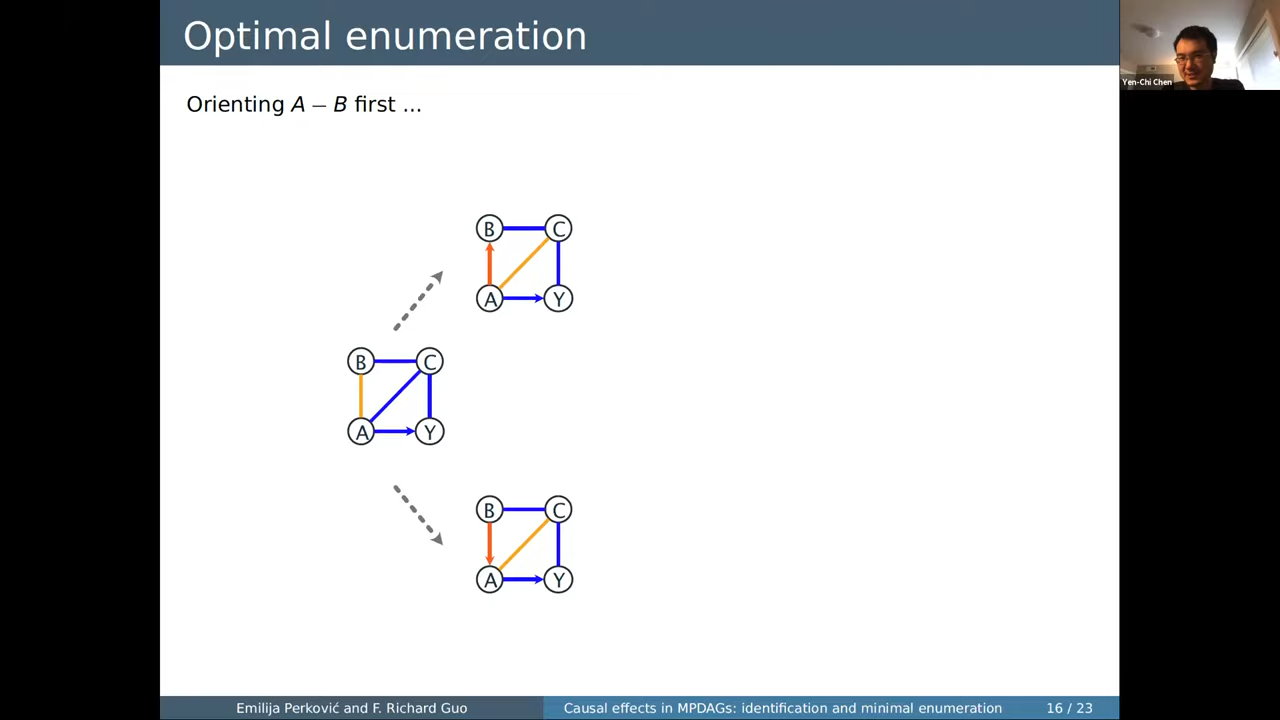 Optimal enumeration
Yen-Chi Chen
Orienting A – B first ...
B C
A Y
B C
A Y
B C
A Y
Emilija Perković and F. Richard Guo
Causal effects in MPDAGs: identification and minimal enumeration
16 / 23